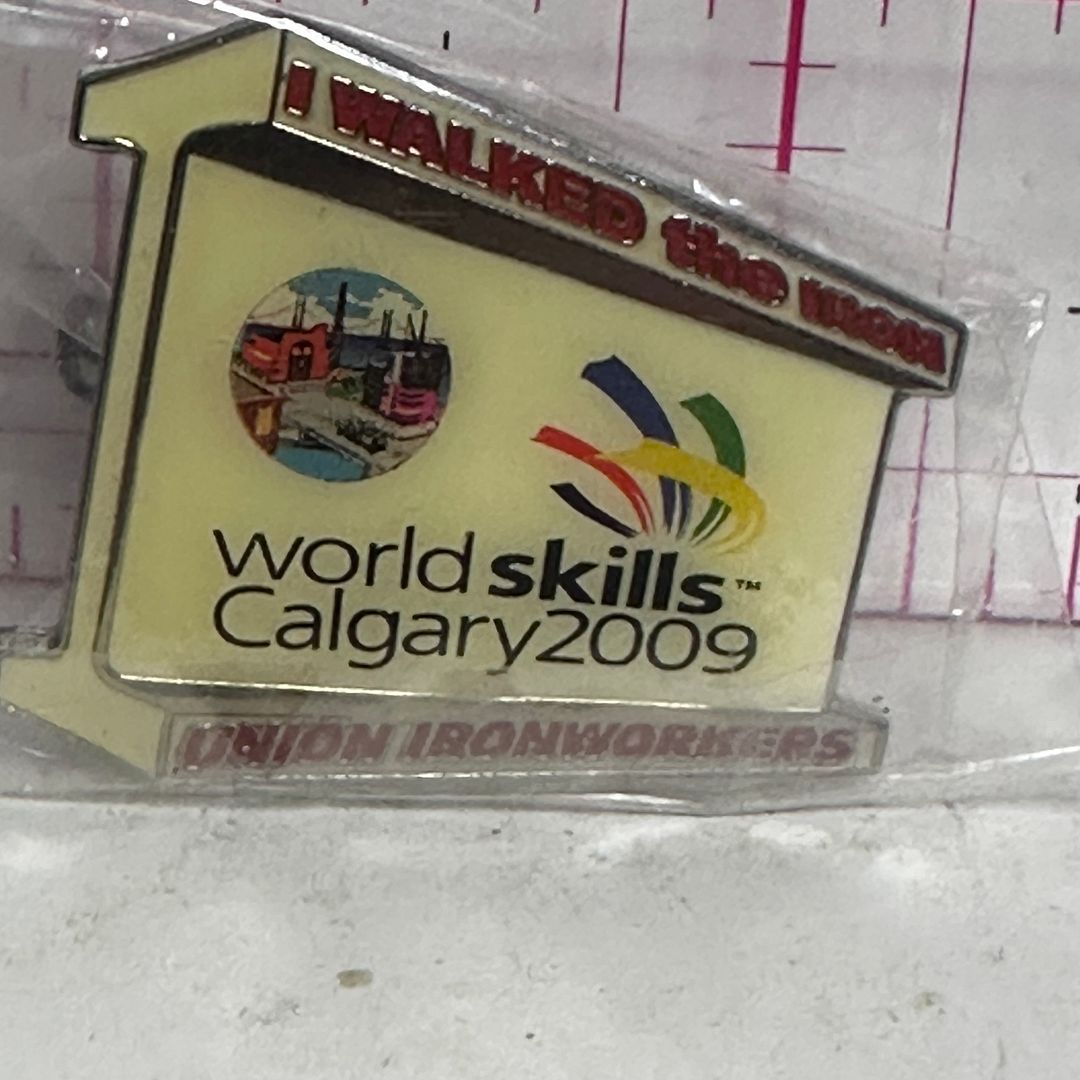 I WALKED the
world skills™
Calgary2009
UNION IRONWORKERS